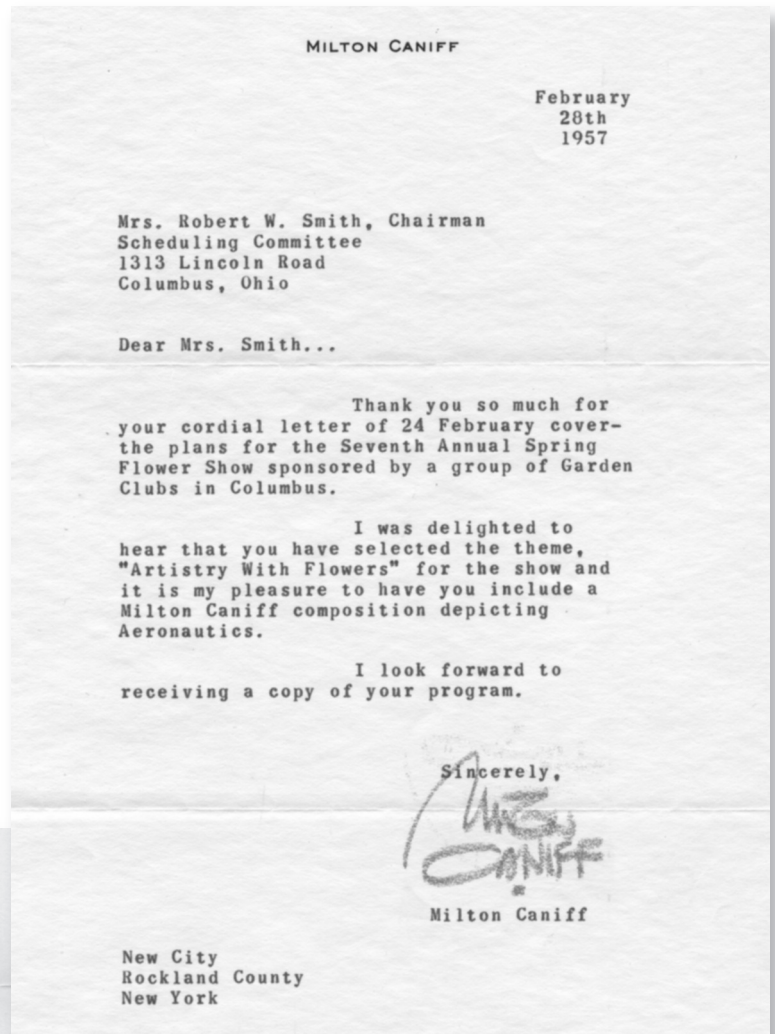 MILTON CANIFF
February
28th
1957
Mrs. Robert W. Smith, Chairman
Scheduling Committee
1313 Lincoln Road
Columbus, Ohio
Dear Mrs. Smith...
Thank you so much for
your cordial letter of 24 February cover-
the plans for the Seventh Annual Spring
Flower Show sponsored by a group of Garden
Clubs in Columbus.
I was delighted to
hear that you have selected the theme,
"Artistry With Flowers" for the show and
it is my pleasure to have you include a
Milton Caniff composition depicting
Aeronautics.
I look forward to
receiving a copy of your program.
Sincerely,
Milton
CANIFF
Milton Caniff
New City
Rockland County
New York